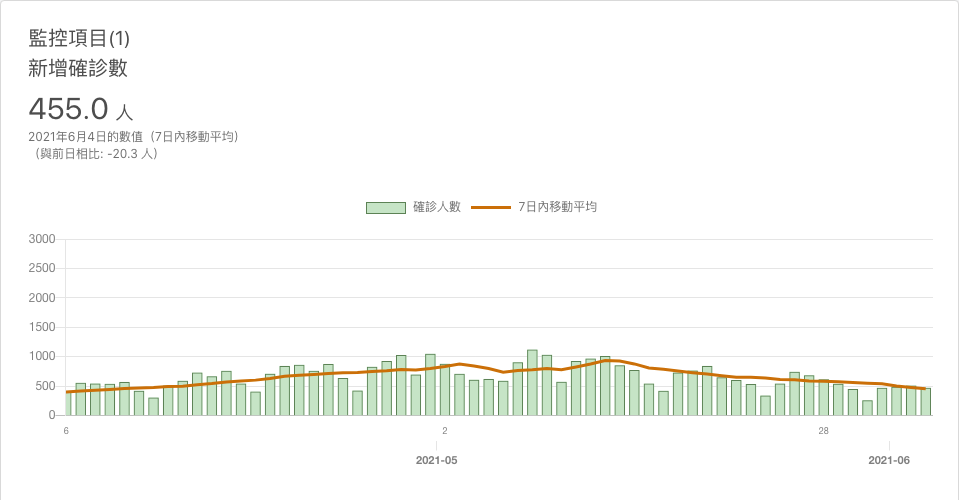 監控項目(1)
新增確診數
455.0 人
2021年6月4日的數值（7日內移動平均）
（與前日相比: -20.3 人）
確診人數 7日內移動平均
3000
2500
2000
1500
1000
500
0
6 2 28
2021-05 2021-06